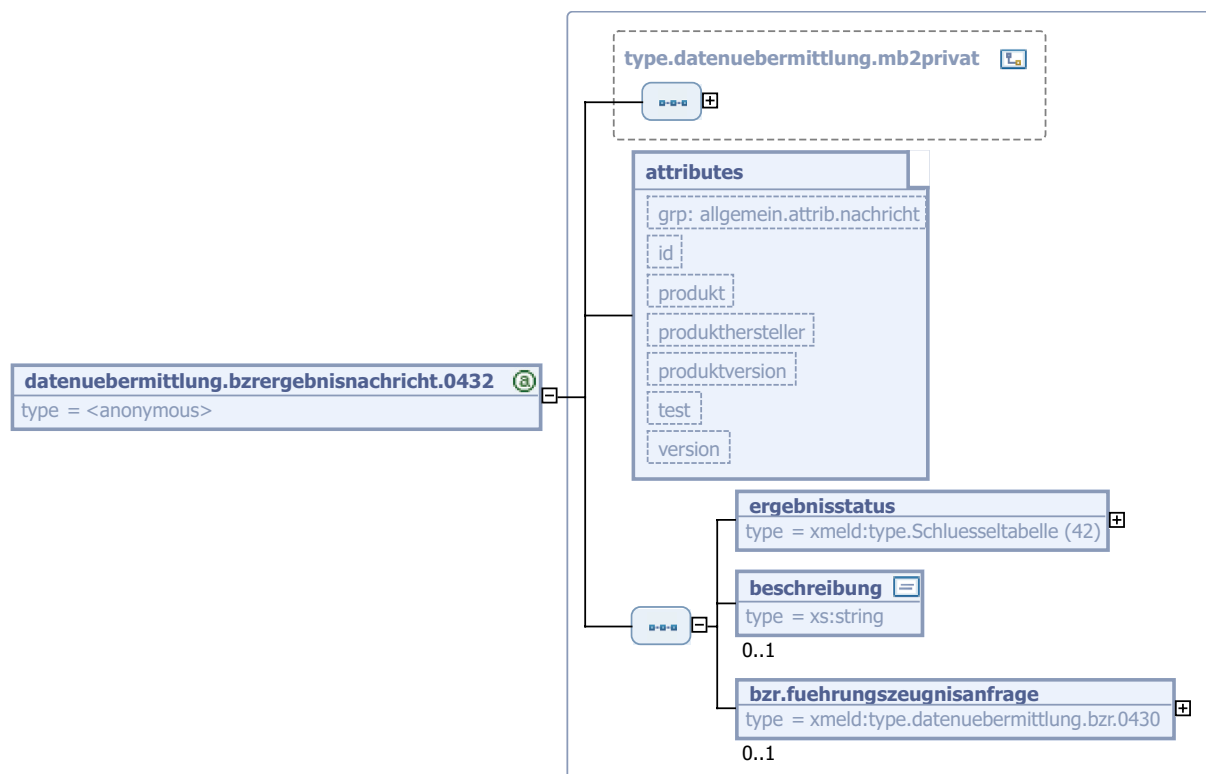 type.datenuebermittlung.mb2privat
attributes
grp: allgemein.attrib.nachricht
id
produkt
produkthersteller
produktversion
test
version
datenuebermittlung.bzrergebnisnachricht.0432 a
type = <anonymous>
ergebnisstatus
type = xmeld:type.Schluesseltabelle (42)
beschreibung
type = xs:string
0..1
bzr.fuehrungszeugnisanfrage
type = xmeld:type.datenuebermittlung.bzr.0430
0..1